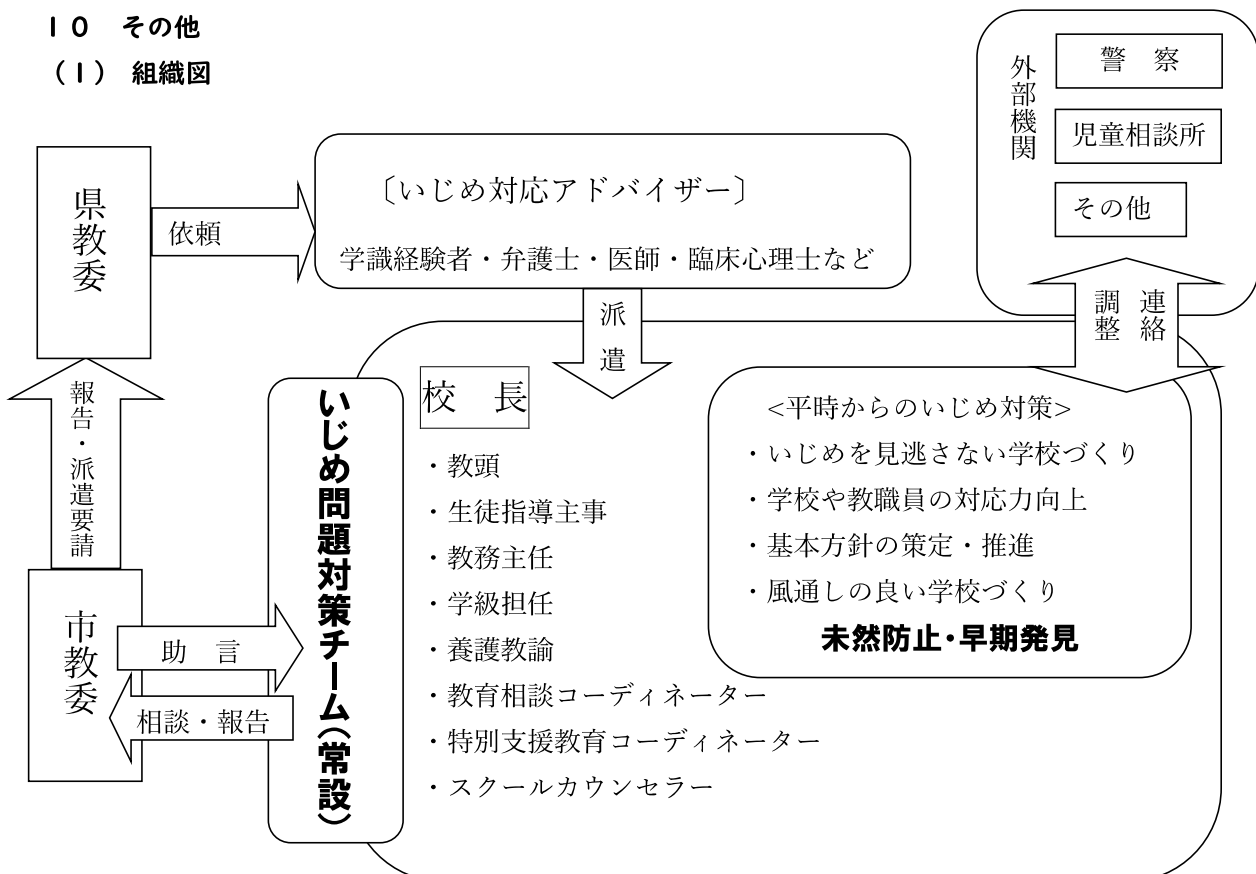 １０　その他
（１）　組織図
県教委
依頼
〔いじめ対応アドバイザー〕
学識経験者・弁護士・医師・臨床心理士など
外部機関
警　察
児童相談所
その他
派遣
連絡
調整
報告・派遣要請
市教委
助　言
相談・報告
いじめ問題対策チーム（常設）
校　長
・教頭
・生徒指導主事
・教務主任
・学級担任
・養護教諭
・教育相談コーディネーター
・特別支援教育コーディネーター
・スクールカウンセラー
<平時からのいじめ対策>
・いじめを見逃さない学校づくり
・学校や教職員の対応力向上
・基本方針の策定・推進
・風通しの良い学校づくり
未然防止・早期発見